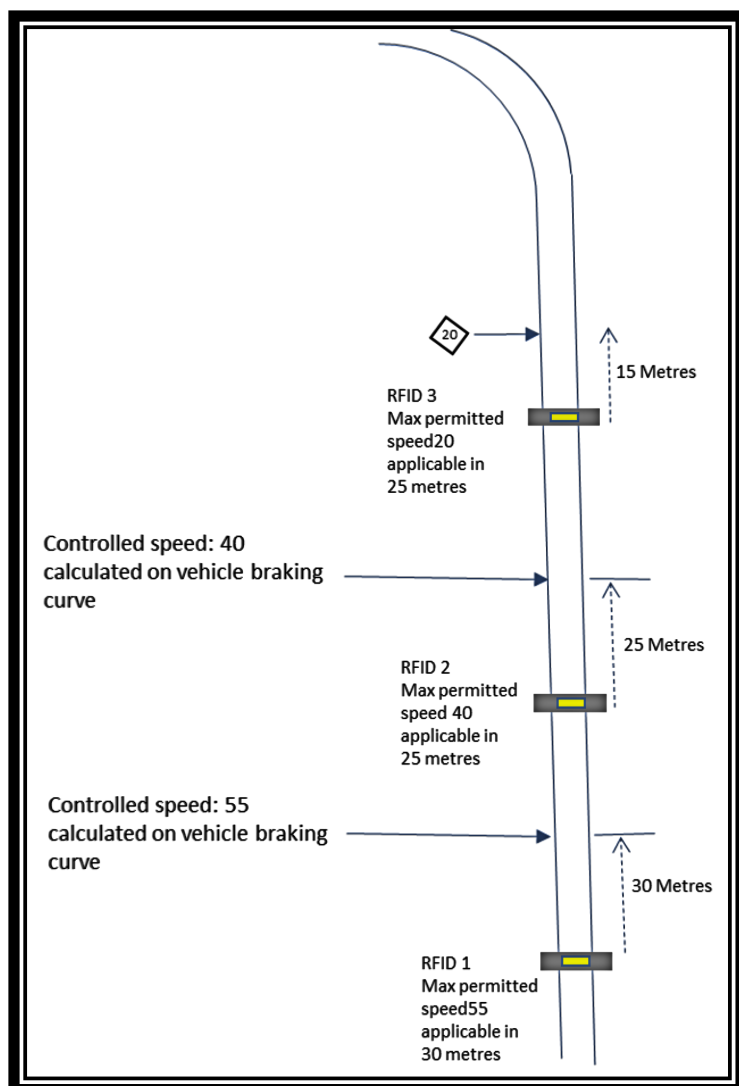 20
15 Metres
RFID 3
Max permitted
speed20
applicable in
25 metres
Controlled speed: 40
calculated on vehicle braking
curve
25 Metres
RFID 2
Max permitted
speed 40
applicable in
25 metres
Controlled speed: 55
calculated on vehicle braking
curve
30 Metres
RFID 1
Max permitted
speed55
applicable in
30 metres